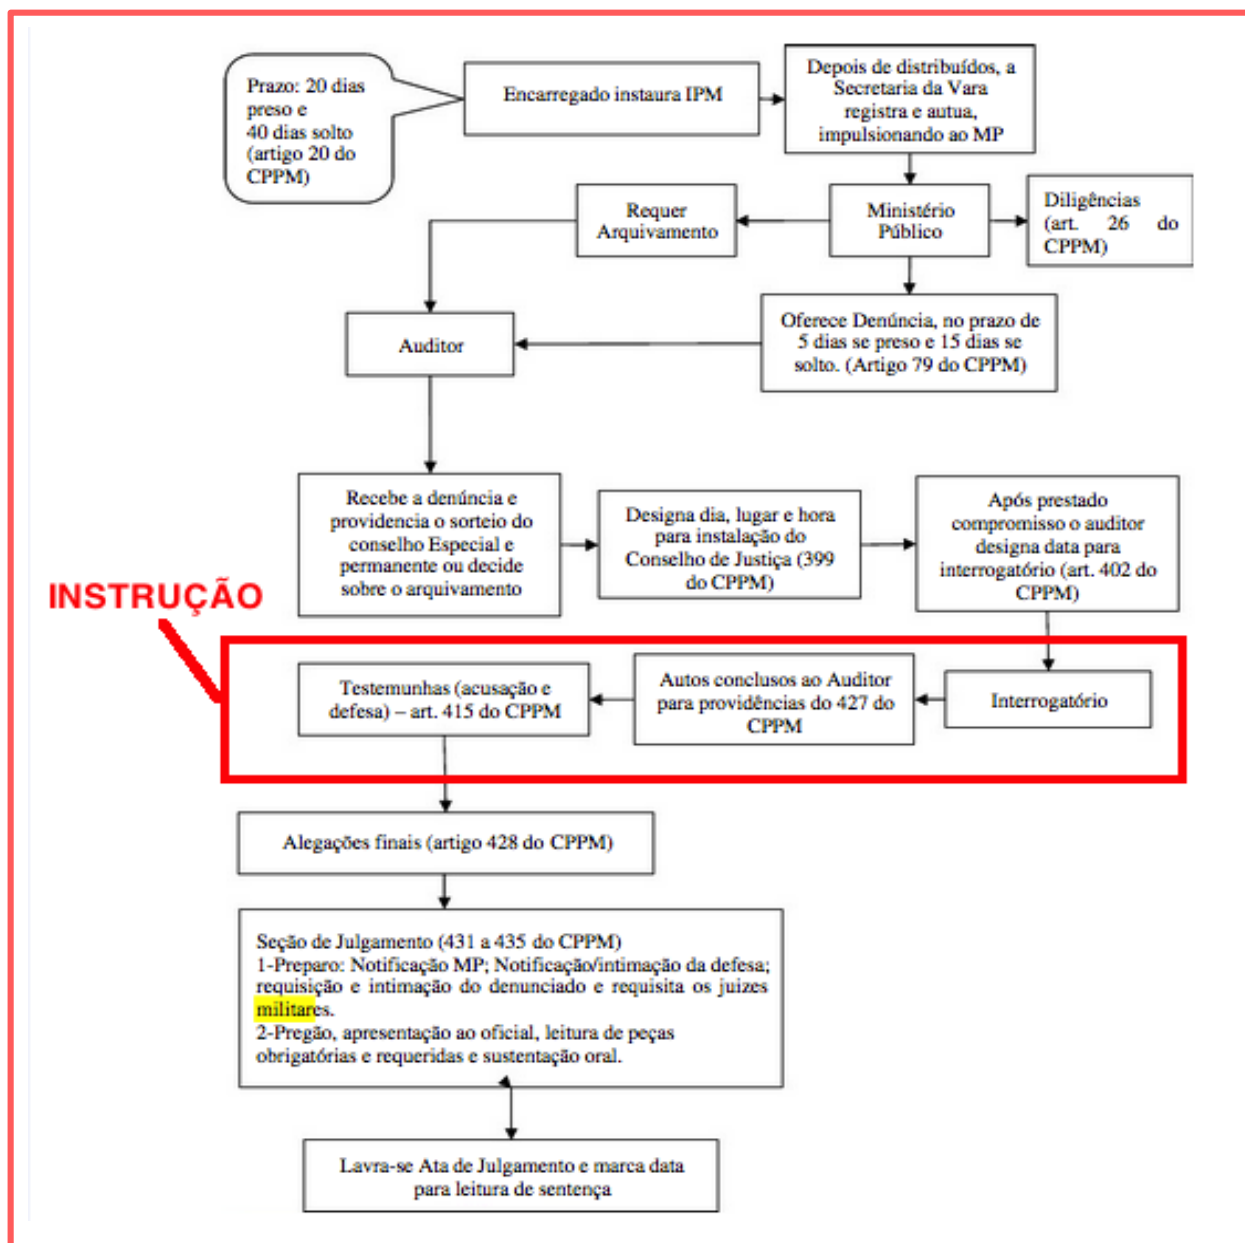 Prazo: 20 dias
preso e
40 dias solto
(artigo 20 do
CPPM)
Encarregado instaura IPM
Depois de distribuídos, a
Secretaria da Vara
registra e autua,
impulsionando ao MP
Requer
Arquivamento
Ministério
Público
Diligências
(art. 26 do
CPPM)
Auditor
Oferece Denúncia, no prazo de
5 dias se preso e 15 dias se
solto. (Artigo 79 do CPPM)
Recebe a denúncia e
providencia o sorteio do
conselho Especial e
permanente ou decide
sobre o arquivamento
Designa dia, lugar e hora
para instalação do
Conselho de Justiça (399
do CPPM)
Após prestado
compromisso o auditor
designa data para
interrogatório (art. 402 do
CPPM)
INSTRUÇÃO
Interrogatório
Autos conclusos ao Auditor
para providências do 427 do
CPPM
Testemunhas (acusação e
defesa) – art. 415 do CPPM
Alegações finais (artigo 428 do CPPM)
Seção de Julgamento (431 a 435 do CPPM)
1-Preparo: Notificação MP; Notificação/intimação da defesa;
requisição e intimação do denunciado e requisita os juizes
militares.
2-Pregão, apresentação ao oficial, leitura de peças
obrigatórias e requeridas e sustentação oral.
Lavra-se Ata de Julgamento e marca data
para leitura de sentença